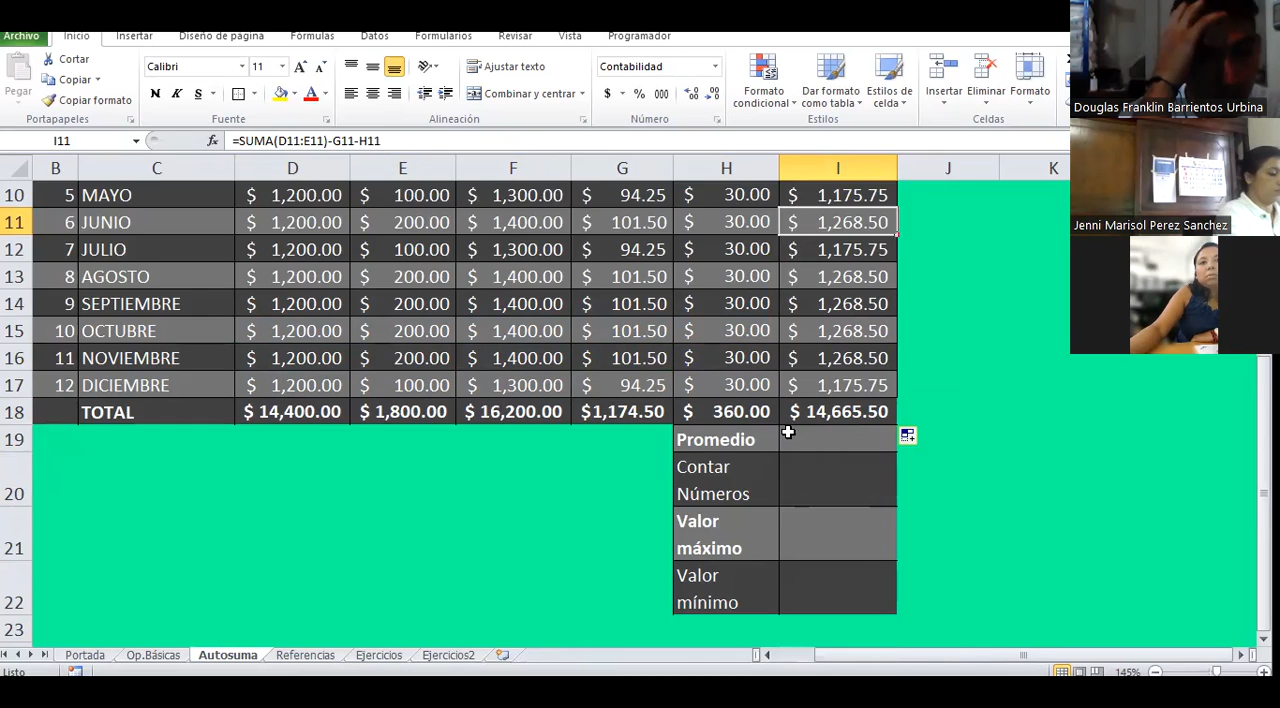 Archivo Inicio Insertar Diseño de página Fórmulas Datos Formularios Revisar Vista Programador
Cortar
Copiar
Copiar formato
Pegar
Portapapeles
Calibri 11
N K S
Fuente
Ajustar texto
Combinar y centrar
Alineación
Contabilidad
$ % 000
Número
Formato condicional
Dar formato como tabla
Estilos de celda
Estilos
Insertar Eliminar Formato
Celdas
I11 fx =SUMA(D11:E11)-G11-H11
B C D E F G H I J K
10 5 MAYO $ 1,200.00 $ 100.00 $ 1,300.00 $ 94.25 $ 30.00 $ 1,175.75
11 6 JUNIO $ 1,200.00 $ 200.00 $ 1,400.00 $ 101.50 $ 30.00 $ 1,268.50
12 7 JULIO $ 1,200.00 $ 100.00 $ 1,300.00 $ 94.25 $ 30.00 $ 1,175.75
13 8 AGOSTO $ 1,200.00 $ 200.00 $ 1,400.00 $ 101.50 $ 30.00 $ 1,268.50
14 9 SEPTIEMBRE $ 1,200.00 $ 200.00 $ 1,400.00 $ 101.50 $ 30.00 $ 1,268.50
15 10 OCTUBRE $ 1,200.00 $ 200.00 $ 1,400.00 $ 101.50 $ 30.00 $ 1,268.50
16 11 NOVIEMBRE $ 1,200.00 $ 200.00 $ 1,400.00 $ 101.50 $ 30.00 $ 1,268.50
17 12 DICIEMBRE $ 1,200.00 $ 100.00 $ 1,300.00 $ 94.25 $ 30.00 $ 1,175.75
18 TOTAL $ 14,400.00 $ 1,800.00 $ 16,200.00 $1,174.50 $ 360.00 $ 14,665.50
19 Promedio
Contar
20 Números
Valor
21 máximo
Valor
22 mínimo
23
Portada Op.Básicas Autosuma Referencias Ejercicios Ejercicios2
Listo 145%
Douglas Franklin Barrientos Urbina
Jenni Marisol Perez Sanchez